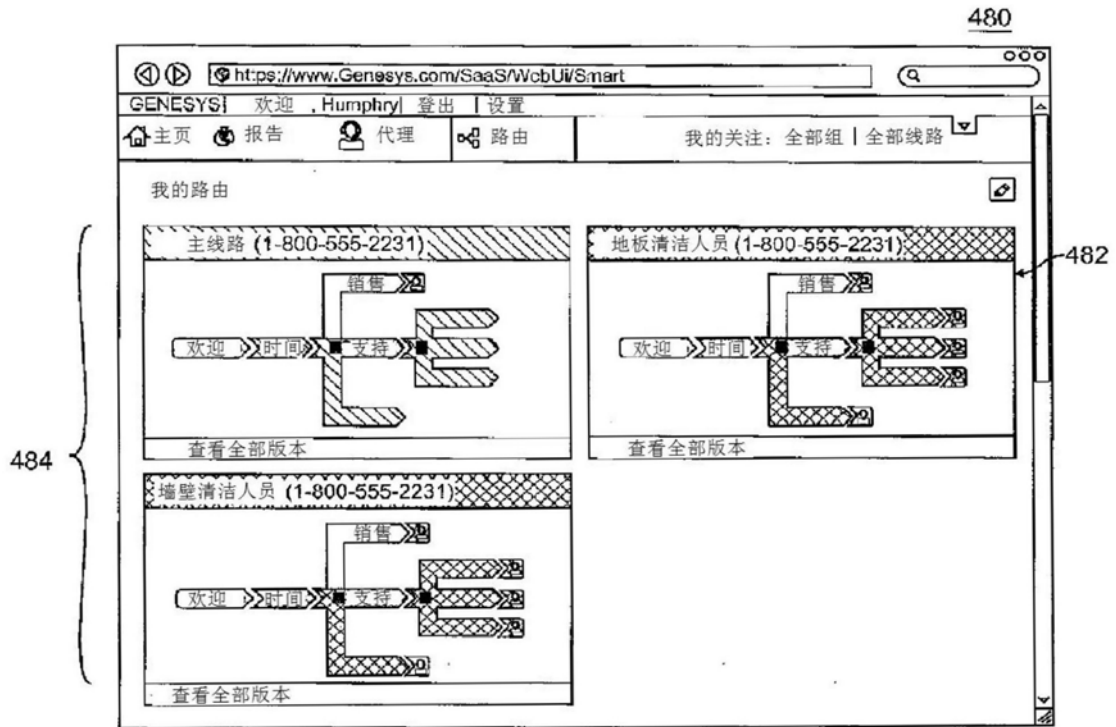 480
https://www.Genesys.com/SaaS/WebUi/Smart
GENESYS| 欢迎 , Humphry| 登出 | 设置
主页 报告 代理 路由 我的关注: 全部组 | 全部线路
我的路由
主线路 (1-800-555-2231)
销售
欢迎 时间 支持
查看全部版本
地板清洁人员 (1-800-555-2231)
482
销售
欢迎 时间 支持
查看全部版本
484
墙壁清洁人员 (1-800-555-2231)
销售
欢迎 时间 支持
查看全部版本